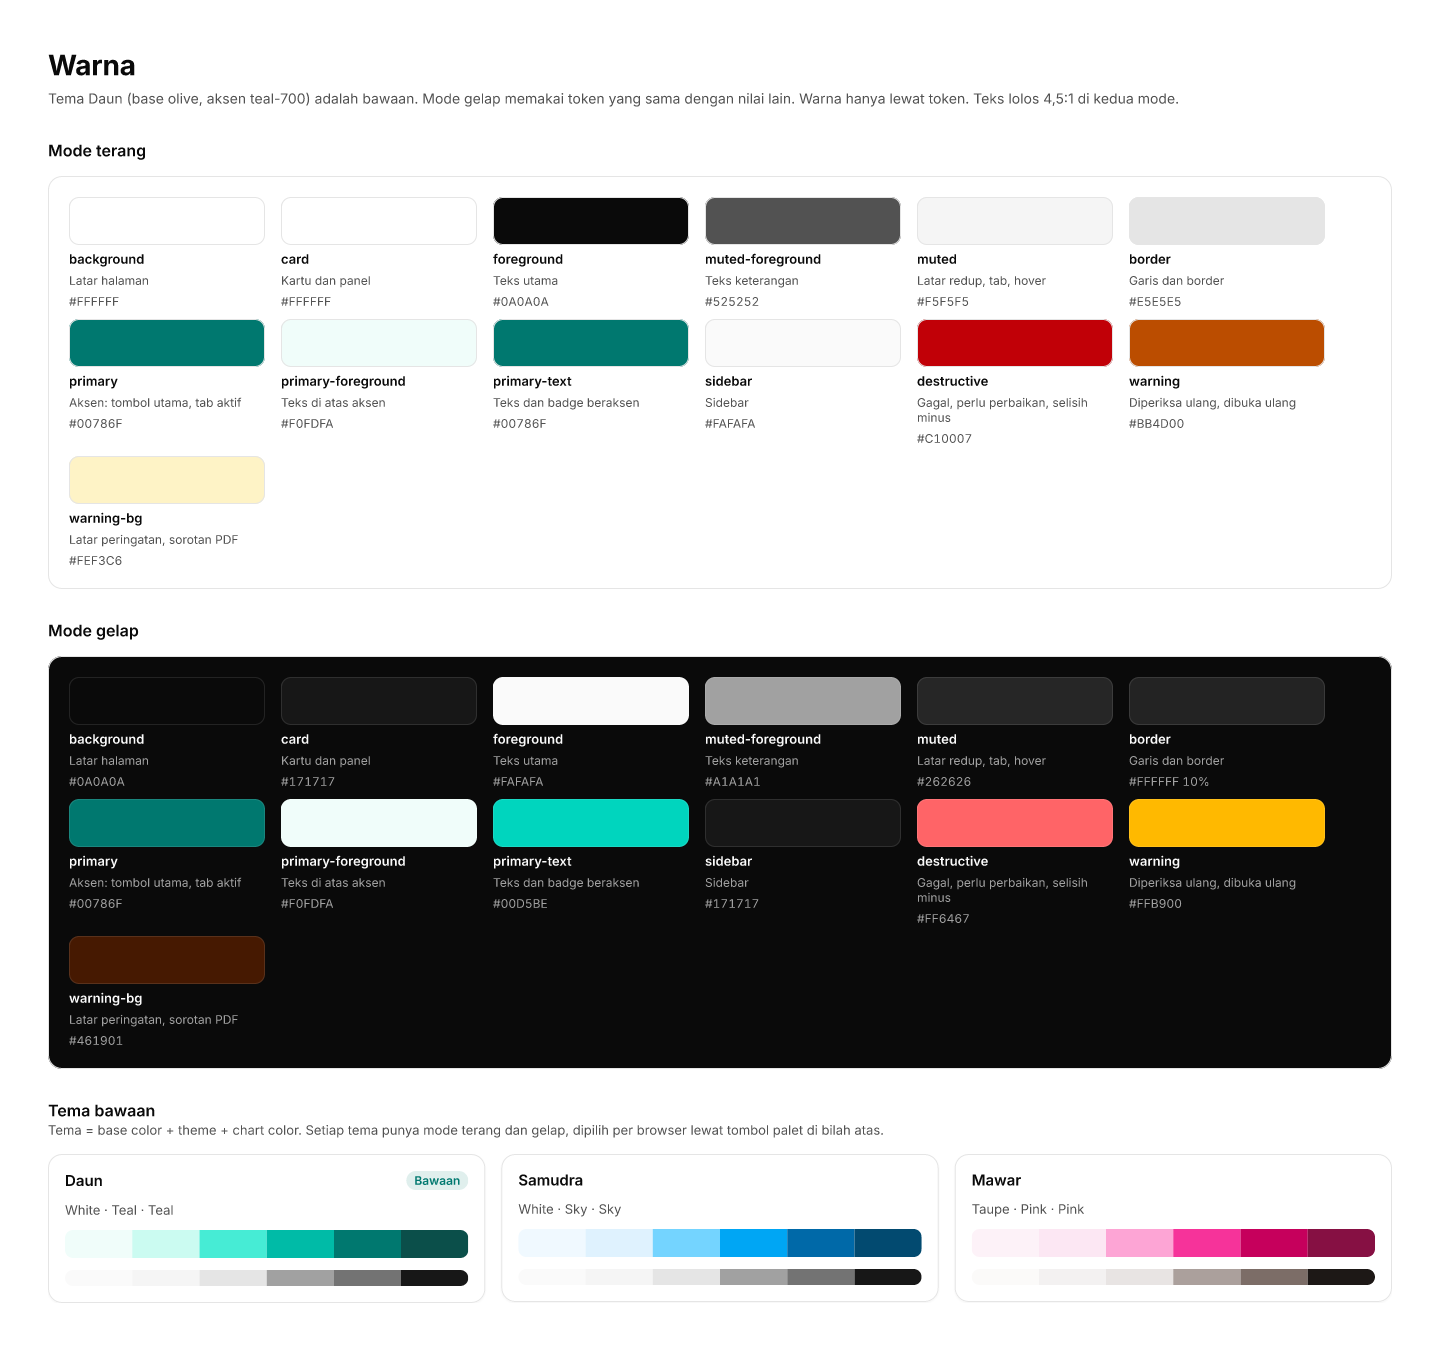 Warna
Tema Daun (base olive, aksen teal-700) adalah bawaan. Mode gelap memakai token yang sama dengan nilai lain. Warna hanya lewat token. Teks lolos 4,5:1 di kedua mode.
Mode terang
background
Latar halaman
#FFFFFF
card
Kartu dan panel
#FFFFFF
foreground
Teks utama
#0A0A0A
muted-foreground
Teks keterangan
#525252
muted
Latar redup, tab, hover
#F5F5F5
border
Garis dan border
#E5E5E5
primary
Aksen: tombol utama, tab aktif
#00786F
primary-foreground
Teks di atas aksen
#F0FDFA
primary-text
Teks dan badge beraksen
#00786F
sidebar
Sidebar
#FAFAFA
destructive
Gagal, perlu perbaikan, selisih
minus
#C10007
warning
Diperiksa ulang, dibuka ulang
#BB4D00
warning-bg
Latar peringatan, sorotan PDF
#FEF3C6
Mode gelap
background
Latar halaman
#0A0A0A
card
Kartu dan panel
#171717
foreground
Teks utama
#FAFAFA
muted-foreground
Teks keterangan
#A1A1A1
muted
Latar redup, tab, hover
#262626
border
Garis dan border
#FFFFFF 10%
primary
Aksen: tombol utama, tab aktif
#00786F
primary-foreground
Teks di atas aksen
#F0FDFA
primary-text
Teks dan badge beraksen
#00D5BE
sidebar
Sidebar
#171717
destructive
Gagal, perlu perbaikan, selisih
minus
#FF6467
warning
Diperiksa ulang, dibuka ulang
#FFB900
warning-bg
Latar peringatan, sorotan PDF
#461901
Tema bawaan
Tema = base color + theme + chart color. Setiap tema punya mode terang dan gelap, dipilih per browser lewat tombol palet di bilah atas.
Daun
Bawaan
White · Teal · Teal
Samudra
White · Sky · Sky
Mawar
Taupe · Pink · Pink